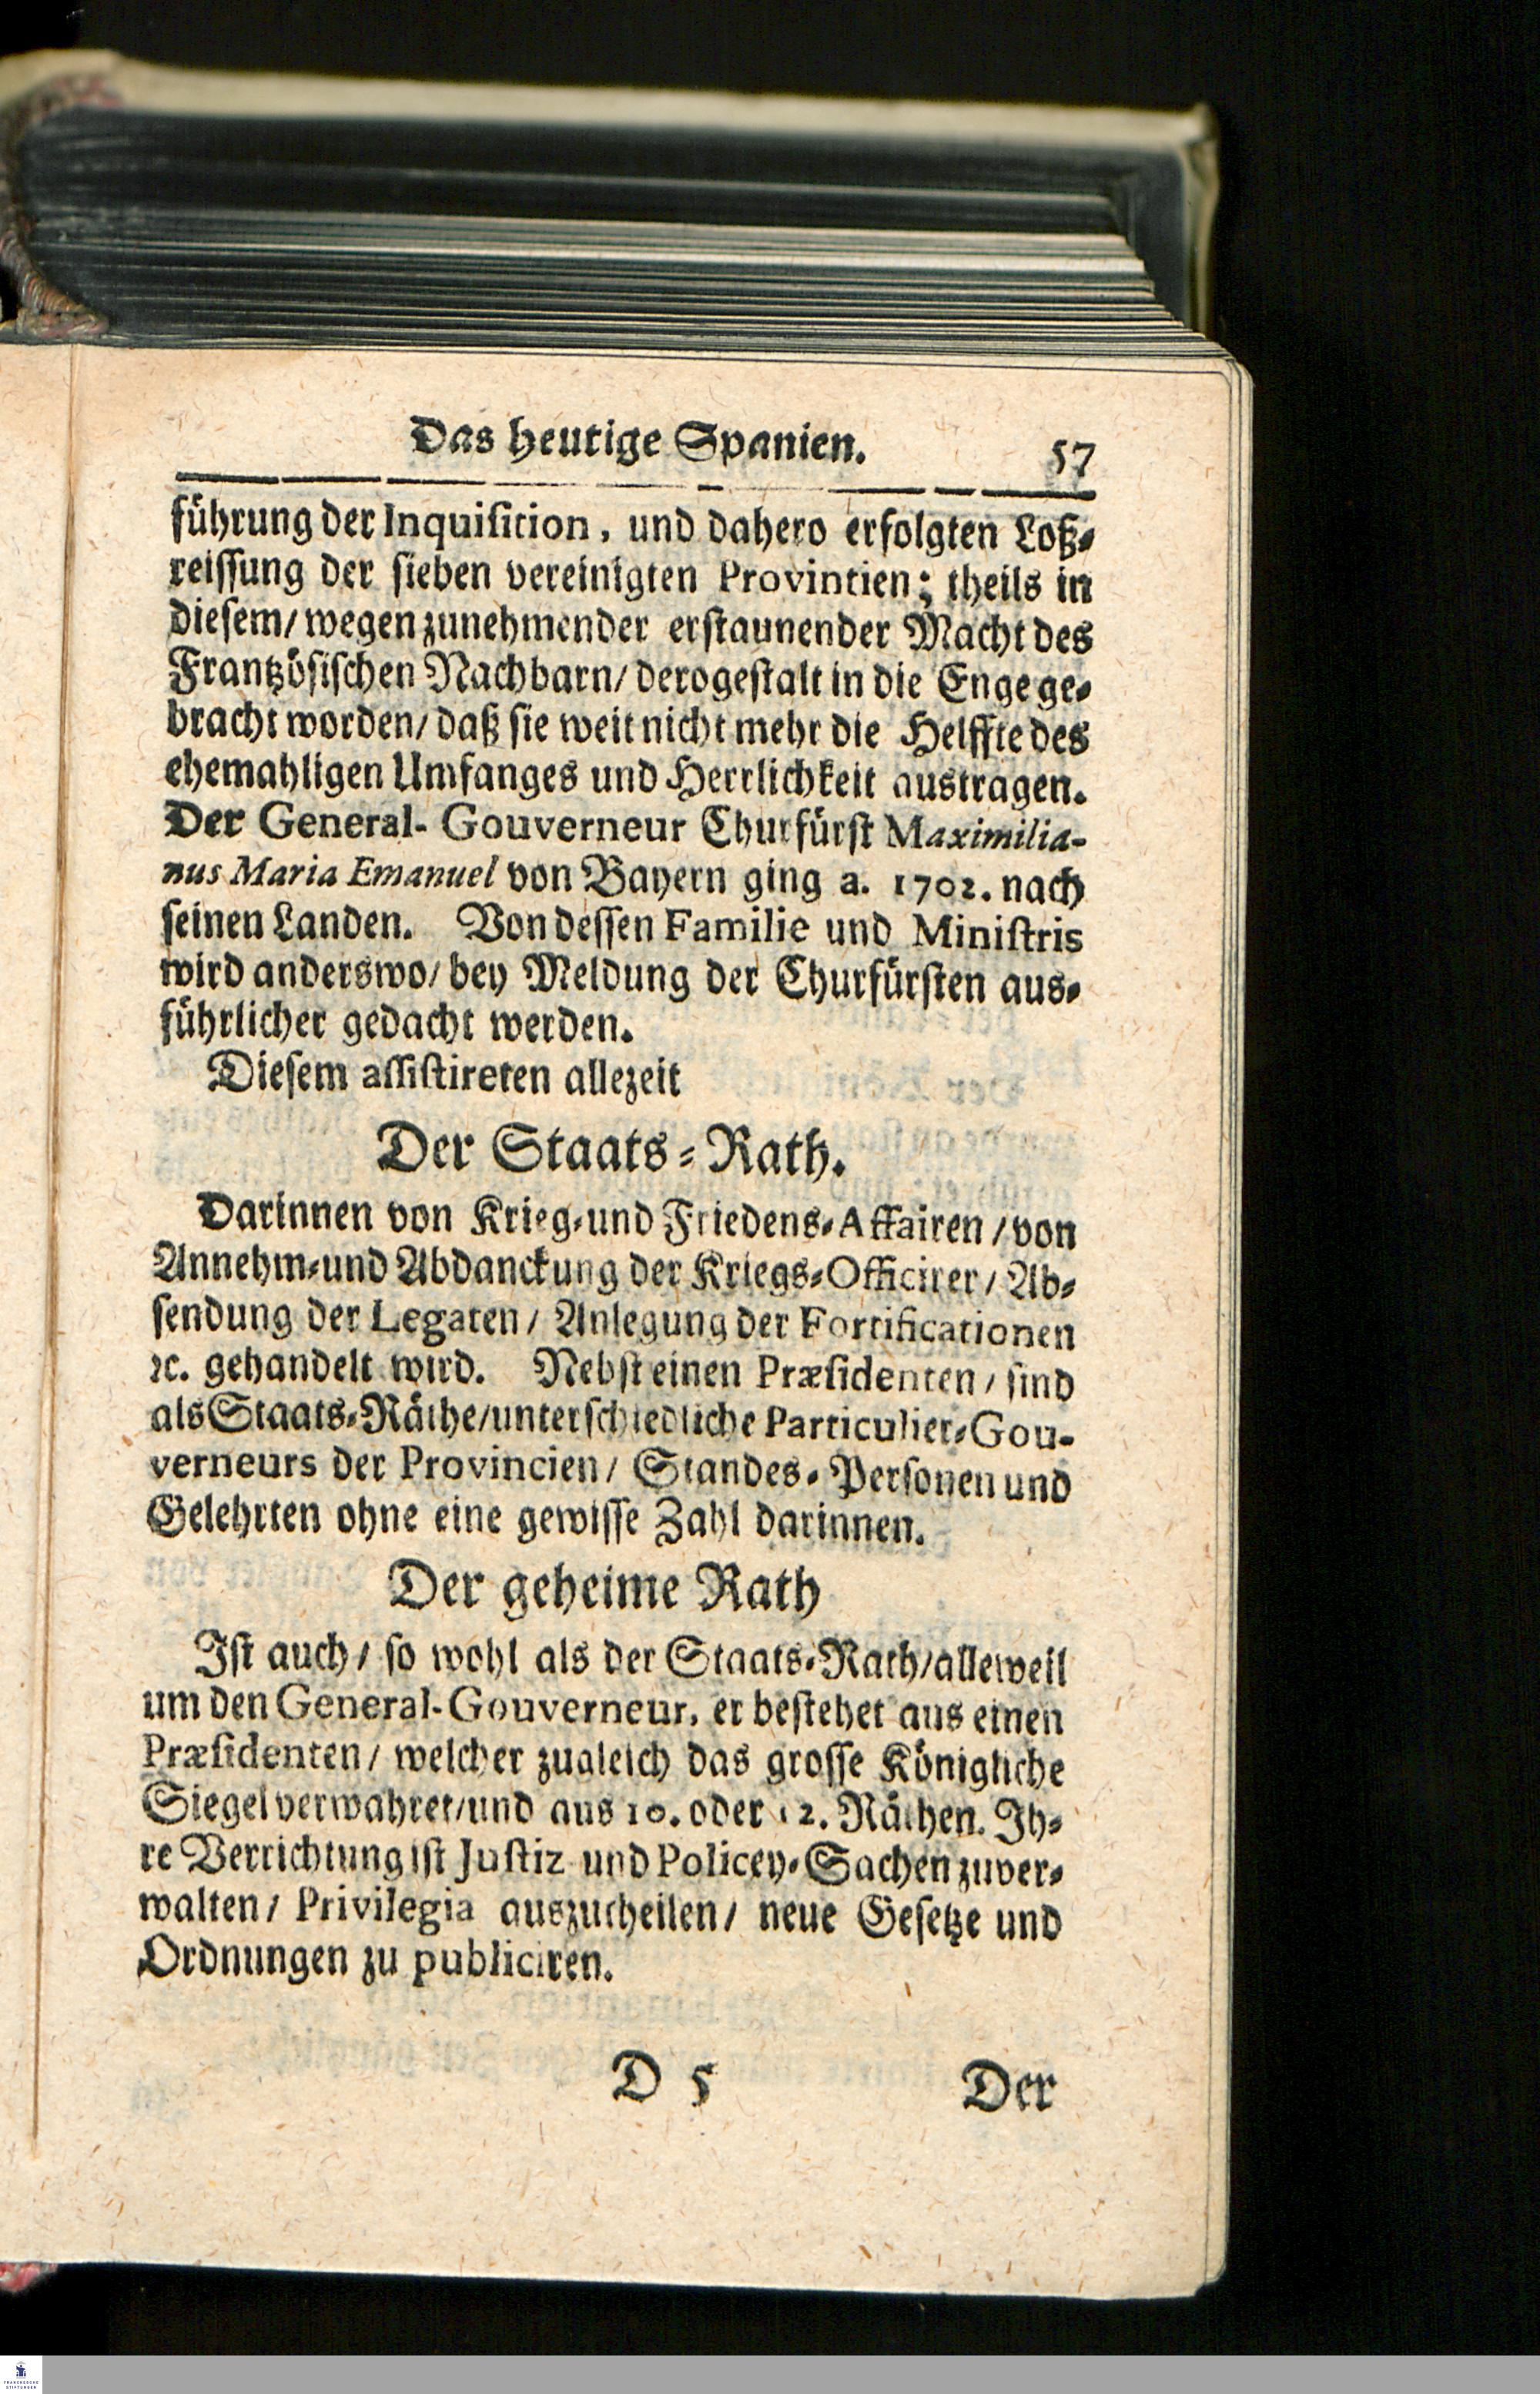 Das heutige Spanien. 57
führung der Inquisition, und dahero erfolgten Loß-
reissung der sieben vereinigten Provintien; theils in
diesem/ wegen zunehmender erstaunender Macht des
Frantzösischen Nachbarn/ derogestalt in die Enge ge-
bracht worden/ daß sie weit nicht mehr die Helffte des
ehemahligen Umfanges und Herrlichkeit austragen.
Der General-Gouverneur Churfürst Maximilia-
nus Maria Emanuel von Bayern ging a. 1702. nach
seinen Landen. Von dessen Familie und Ministris
wird anderswo/ bey Meldung der Churfürsten aus-
führlicher gedacht werden.
Diesem assistireten allezeit
Der Staats-Rath.
Darinnen von Krieg-und Friedens-Affairen/ von
Annehm-und Abdanckung der Kriegs-Officirer/ Ab-
sendung der Legaten/ Anlegung der Fortificationen
ꝛc. gehandelt wird. Nebst einen Præsidenten/ sind
als Staats-Räthe/ unterschiedliche Particulier-Gou-
verneurs der Provincien/ Standes-Personen und
Gelehrten ohne eine gewisse Zahl darinnen.
Der geheime Rath
Ist auch/ so wohl als der Staats-Rath/ alleweil
um den General-Gouverneur, er bestehet aus einen
Præsidenten/ welcher zugleich das grosse Königliche
Siegel verwahret/ und aus 10. oder 12. Räthen. Ih-
re Verrichtung ist Justiz und Policey-Sachen zuver-
walten/ Privilegia auszutheilen/ neue Gesetze und
Ordnungen zu publiciren.
D 5 Der
FRANCKESCHE
STIFTUNGEN